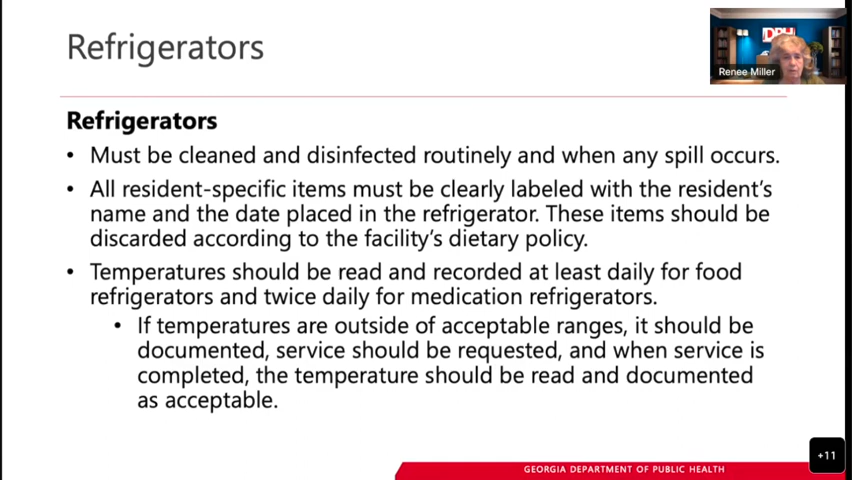 Refrigerators
DPH
Renee Miller
Refrigerators
• Must be cleaned and disinfected routinely and when any spill occurs.
• All resident-specific items must be clearly labeled with the resident's
name and the date placed in the refrigerator. These items should be
discarded according to the facility's dietary policy.
• Temperatures should be read and recorded at least daily for food
refrigerators and twice daily for medication refrigerators.
• If temperatures are outside of acceptable ranges, it should be
documented, service should be requested, and when service is
completed, the temperature should be read and documented
as acceptable.
+11
GEORGIA DEPARTMENT OF PUBLIC HEALTH